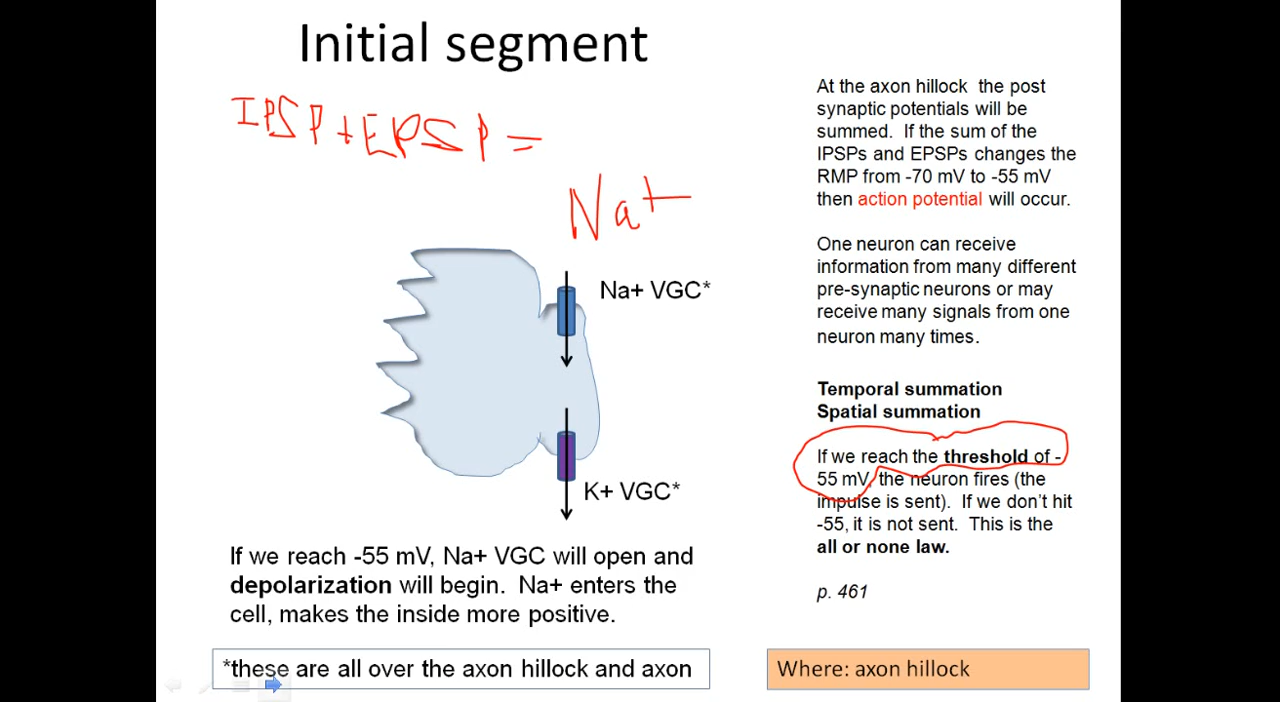 Initial segment
IPSP + EPSP =
Na+
Na+ VGC*
K+ VGC*
If we reach -55 mV, Na+ VGC will open and
depolarization will begin. Na+ enters the
cell, makes the inside more positive.
*these are all over the axon hillock and axon
At the axon hillock the post
synaptic potentials will be
summed. If the sum of the
IPSPs and EPSPs changes the
RMP from -70 mV to -55 mV
then action potential will occur.
One neuron can receive
information from many different
pre-synaptic neurons or may
receive many signals from one
neuron many times.
Temporal summation
Spatial summation
If we reach the threshold of -
55 mV, the neuron fires (the
impulse is sent). If we don't hit
-55, it is not sent. This is the
all or none law.
p. 461
Where: axon hillock